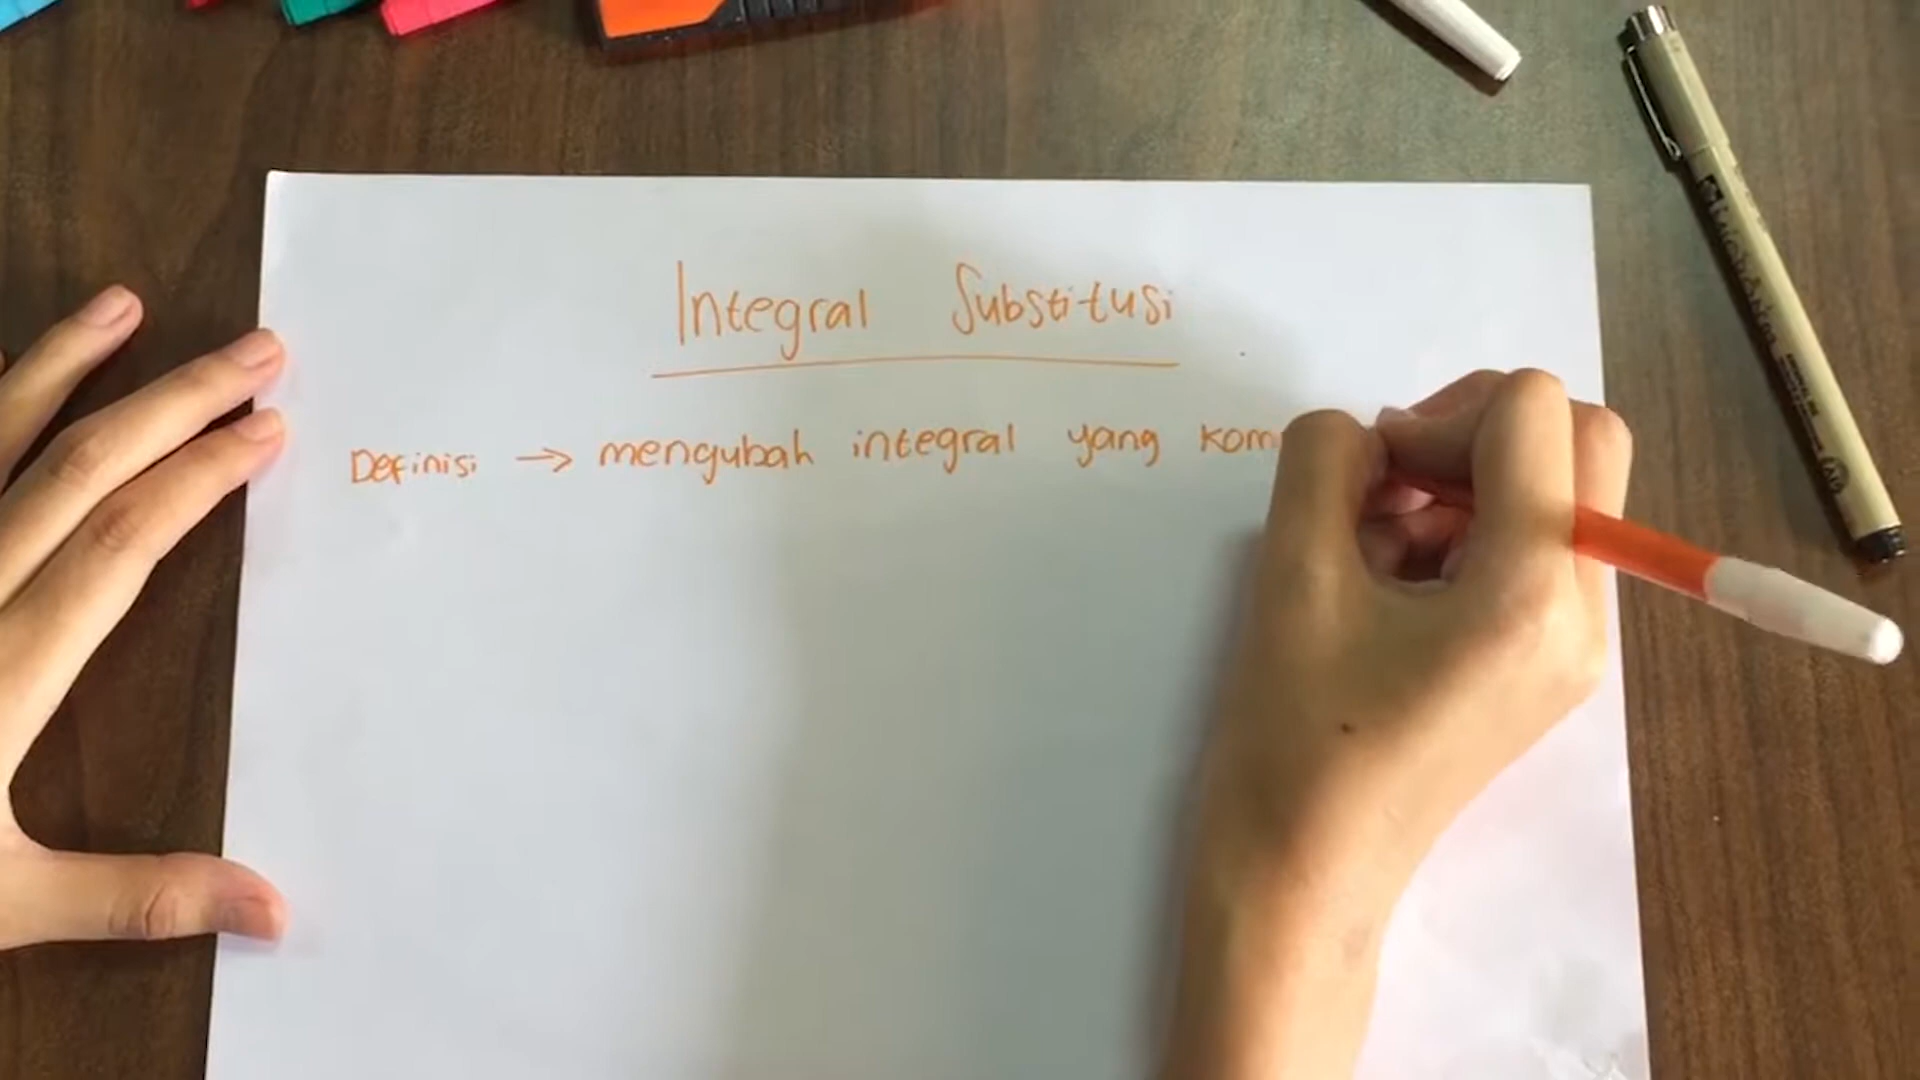 Integral Substitusi
Definisi → mengubah integral yang kom